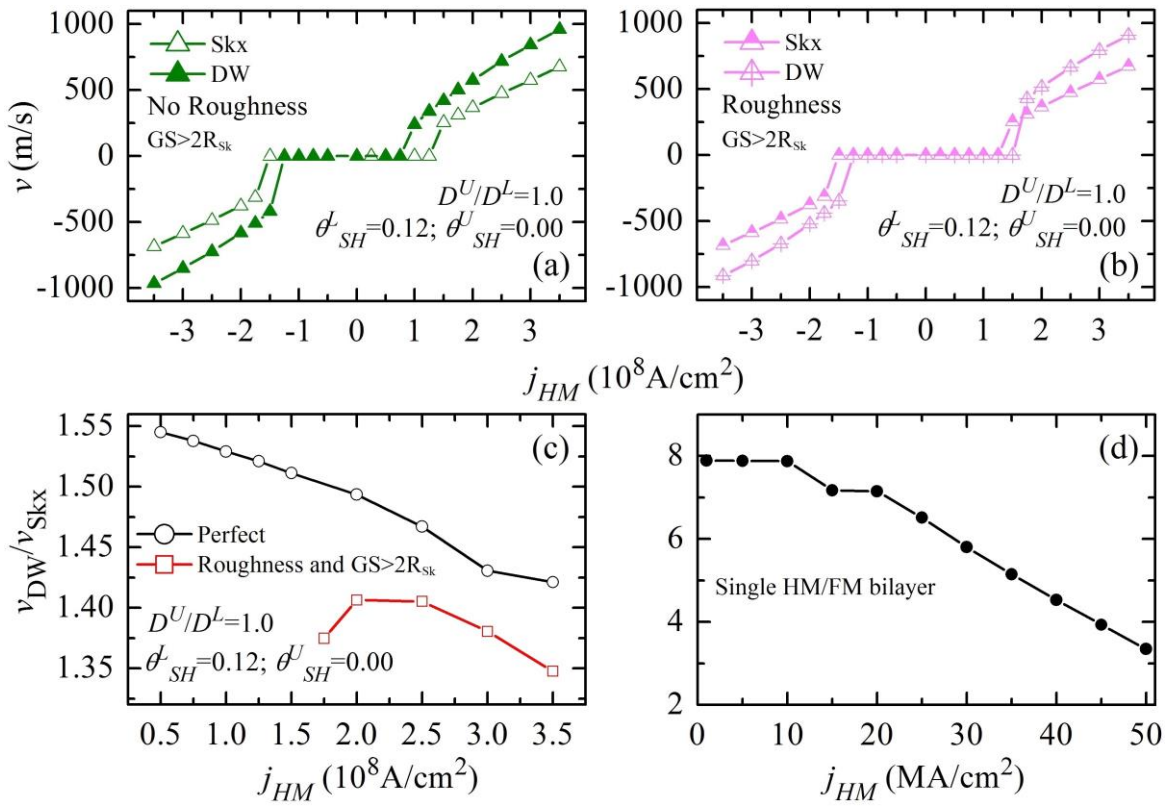 1000
500
0
-500
-1000
v (m/s)
Skx
DW
No Roughness
GS>2R_Sk
D^U/D^L=1.0
θ^L_SH=0.12; θ^U_SH=0.00
(a)
-3 -2 -1 0 1 2 3
1000
500
0
-500
-1000
Skx
DW
Roughness
GS>2R_Sk
D^U/D^L=1.0
θ^L_SH=0.12; θ^U_SH=0.00
(b)
-3 -2 -1 0 1 2 3
j_HM (10^8A/cm^2)
1.55
1.50
1.45
1.40
1.35
v_DW/v_Skx
(c)
Perfect
Roughness and GS>2R_Sk
D^U/D^L=1.0
θ^L_SH=0.12; θ^U_SH=0.00
0.5 1.0 1.5 2.0 2.5 3.0 3.5
j_HM (10^8A/cm^2)
8
6
4
2
(d)
Single HM/FM bilayer
0 10 20 30 40 50
j_HM (MA/cm^2)